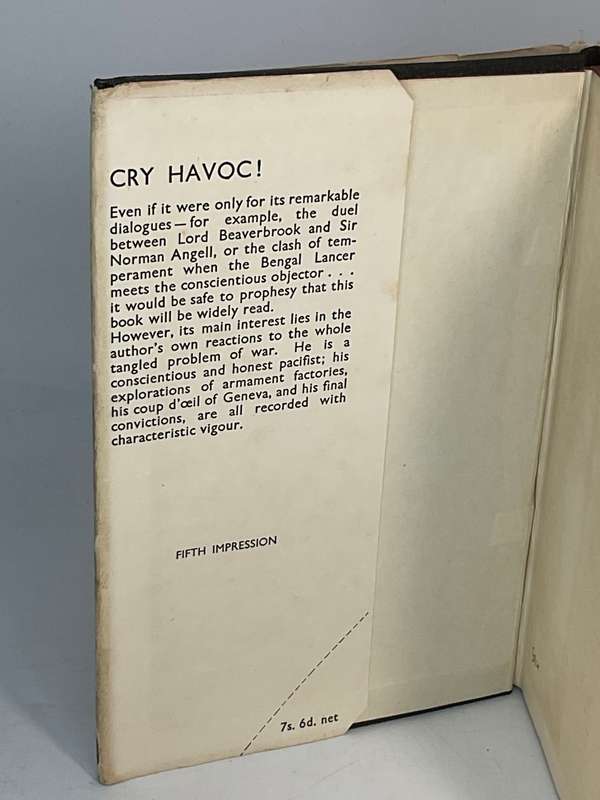 CRY HAVOC!
Even if it were only for its remarkable
dialogues—for example, the duel
between Lord Beaverbrook and Sir
Norman Angell, or the clash of tem-
perament when the Bengal Lancer
meets the conscientious objector . . .
it would be safe to prophesy that this
book will be widely read.
However, its main interest lies in the
author's own reactions to the whole
tangled problem of war. He is a
conscientious and honest pacifist; his
explorations of armament factories,
his coup d'œil of Geneva, and his final
convictions, are all recorded with
characteristic vigour.
FIFTH IMPRESSION
7s. 6d. net